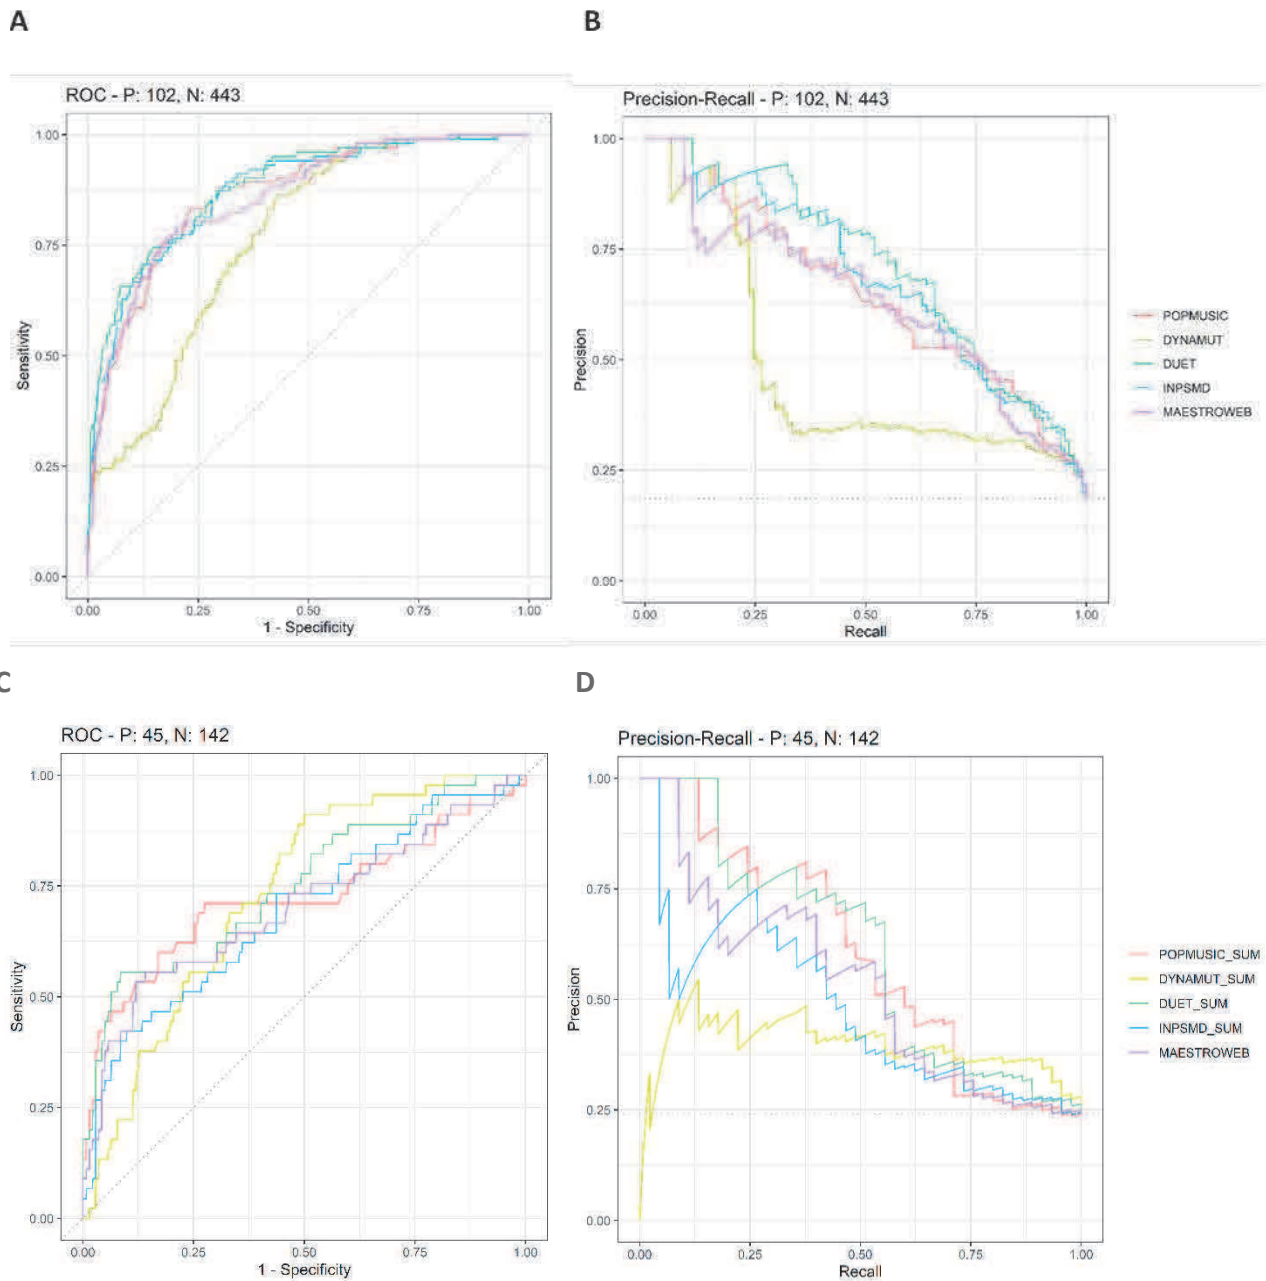 A
B
ROC - P: 102, N: 443
Precision-Recall - P: 102, N: 443
1.00
0.75
0.50
0.25
0.00
Sensitivity
0.00
0.25
0.50
0.75
1.00
1 - Specificity
1.00
0.75
0.50
0.25
0.00
Precision
0.00
0.25
0.50
0.75
1.00
Recall
POPMUSIC
DYNAMUT
DUET
INPSMD
MAESTROWEB
C
D
ROC - P: 45, N: 142
Precision-Recall - P: 45, N: 142
1.00
0.75
0.50
0.25
0.00
Sensitivity
0.00
0.25
0.50
0.75
1.00
1 - Specificity
1.00
0.75
0.50
0.25
0.00
Precision
0.00
0.25
0.50
0.75
1.00
Recall
POPMUSIC_SUM
DYNAMUT_SUM
DUET_SUM
INPSMD_SUM
MAESTROWEB